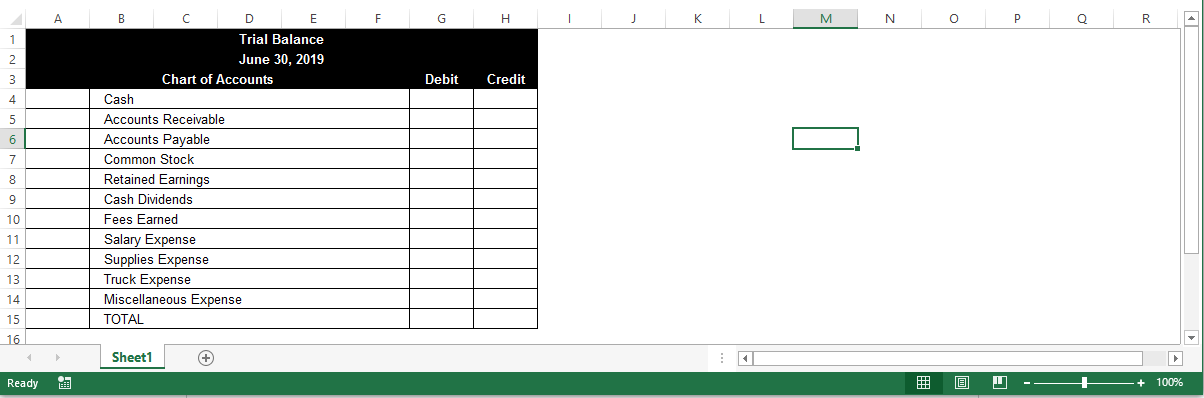 A B C D E F G H I J K L M N O P Q R
1 Trial Balance
2 June 30, 2019
3 Chart of Accounts Debit Credit
4 Cash
5 Accounts Receivable
6 Accounts Payable
7 Common Stock
8 Retained Earnings
9 Cash Dividends
10 Fees Earned
11 Salary Expense
12 Supplies Expense
13 Truck Expense
14 Miscellaneous Expense
15 TOTAL
16
Sheet1
Ready 100%